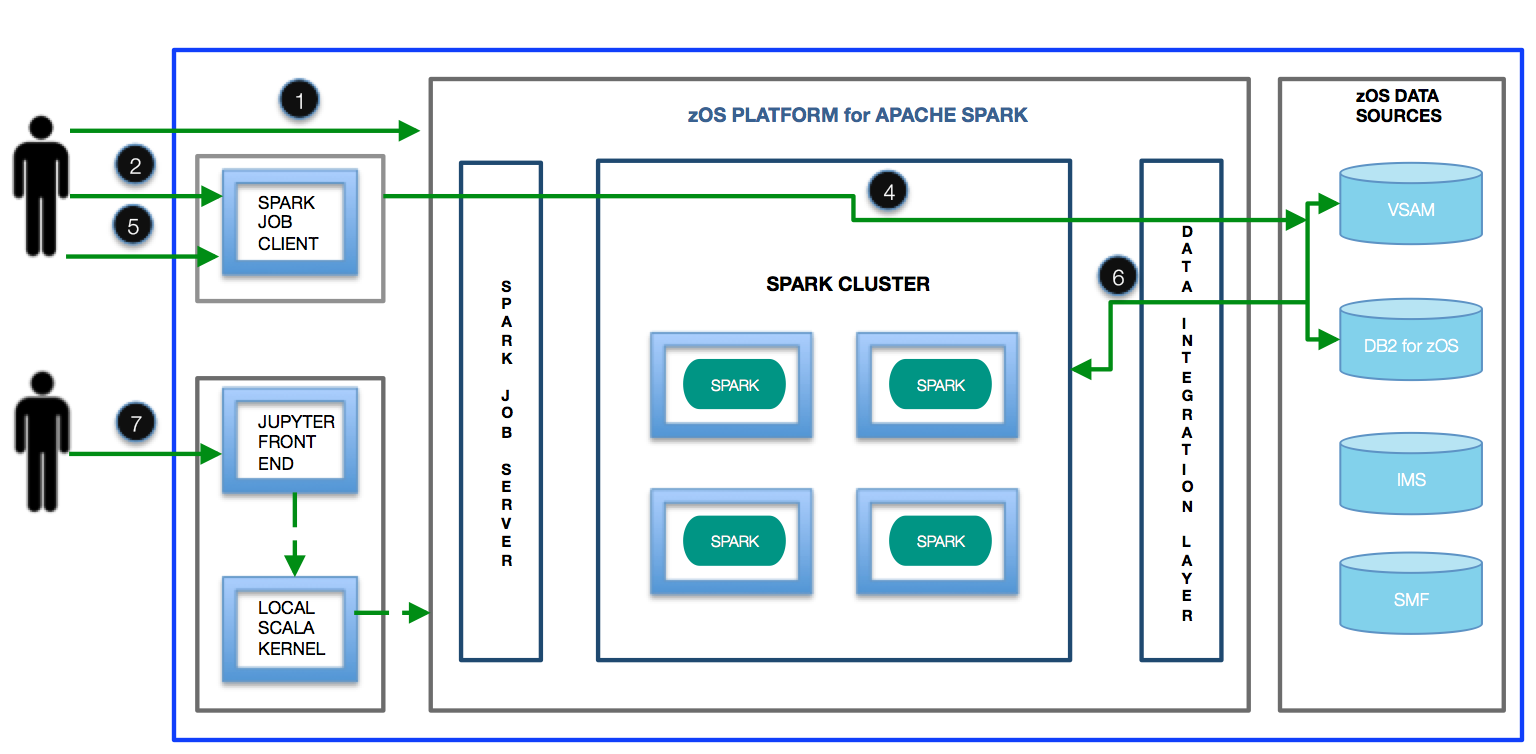 1
zOS PLATFORM for APACHE SPARK
zOS DATA
SOURCES
2
5
SPARK
JOB
CLIENT
4
VSAM
6
DB2 for zOS
SPARK JOB SERVER
SPARK CLUSTER
SPARK
SPARK
SPARK
SPARK
DATA INTEGRATION LAYER
7
JUPYTER
FRONT
END
LOCAL
SCALA
KERNEL
IMS
SMF